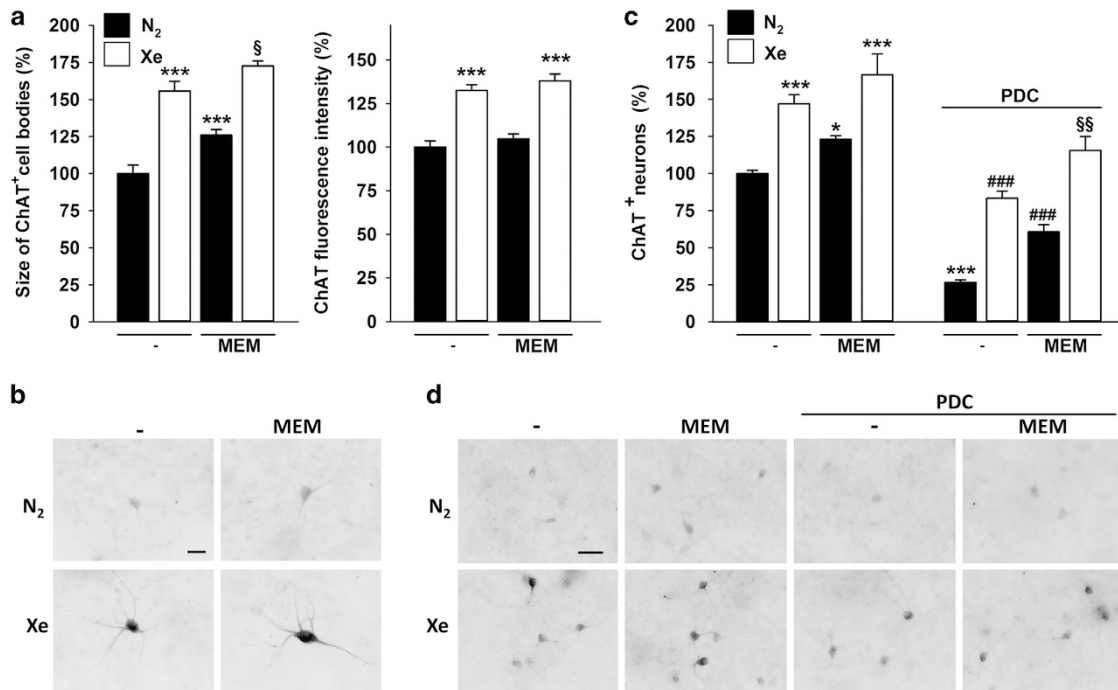 a
N2
Xe
Size of ChAT+ cell bodies (%)
200
175
150
125
100
75
50
25
0
***
***
§
-
MEM
ChAT fluorescence intensity (%)
150
125
100
75
50
25
0
***
***
-
MEM
c
N2
Xe
ChAT+ neurons (%)
200
175
150
125
100
75
50
25
0
***
*
***
PDC
***
###
###
§§
-
MEM
-
MEM
b
-
MEM
N2
Xe
d
PDC
-
MEM
-
MEM
N2
Xe